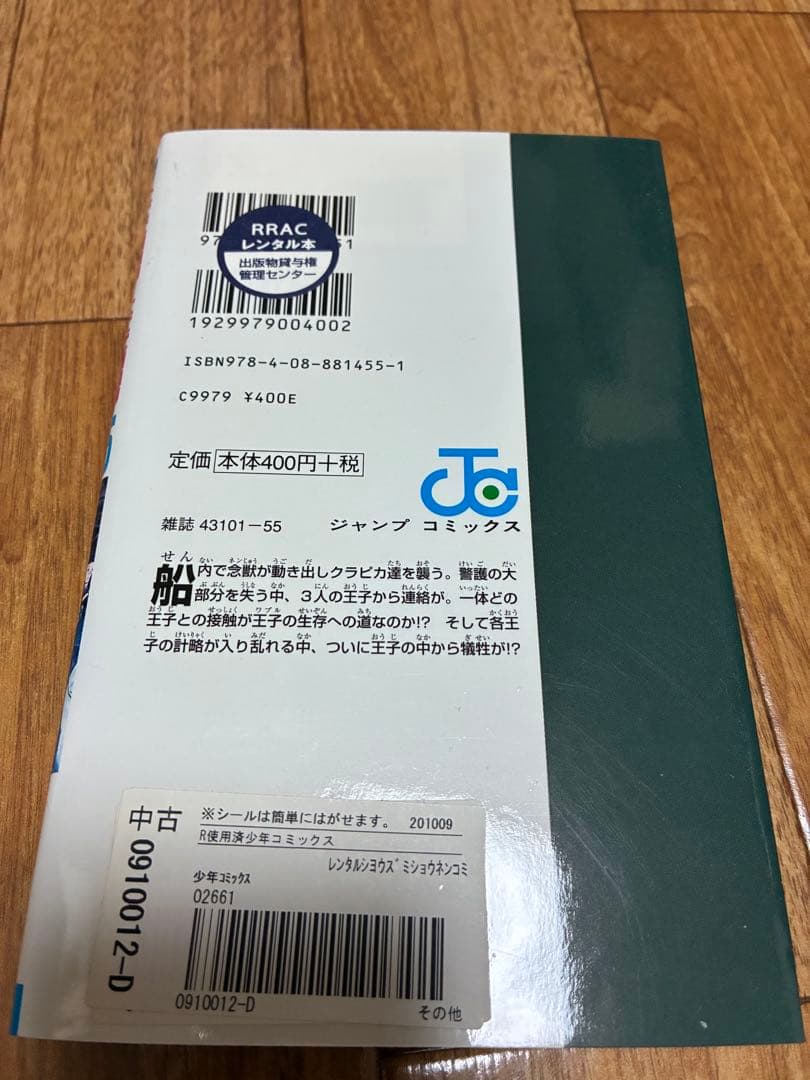 RRAC
レンタル本
出版物貸与権
管理センター
97
51
1929979004002
ISBN978-4-08-881455-1
C9979 ¥400E
定価 本体400円+税
JC
雑誌 43101-55 ジャンプ コミックス
船内で念獣が動き出しクラピカ達を襲う。警護の大
部分を失う中、3人の王子から連絡が。一体どの
王子との接触が王子の生存への道なのか!? そして各王
子の計略が入り乱れる中、ついに王子の中から犠牲が!?
中古 0910012-D
※シールは簡単にはがせます。 201009
R使用済少年コミックス
レンタルシヨウズミショウネンコミ
少年コミックス
02661
0910012-D
その他